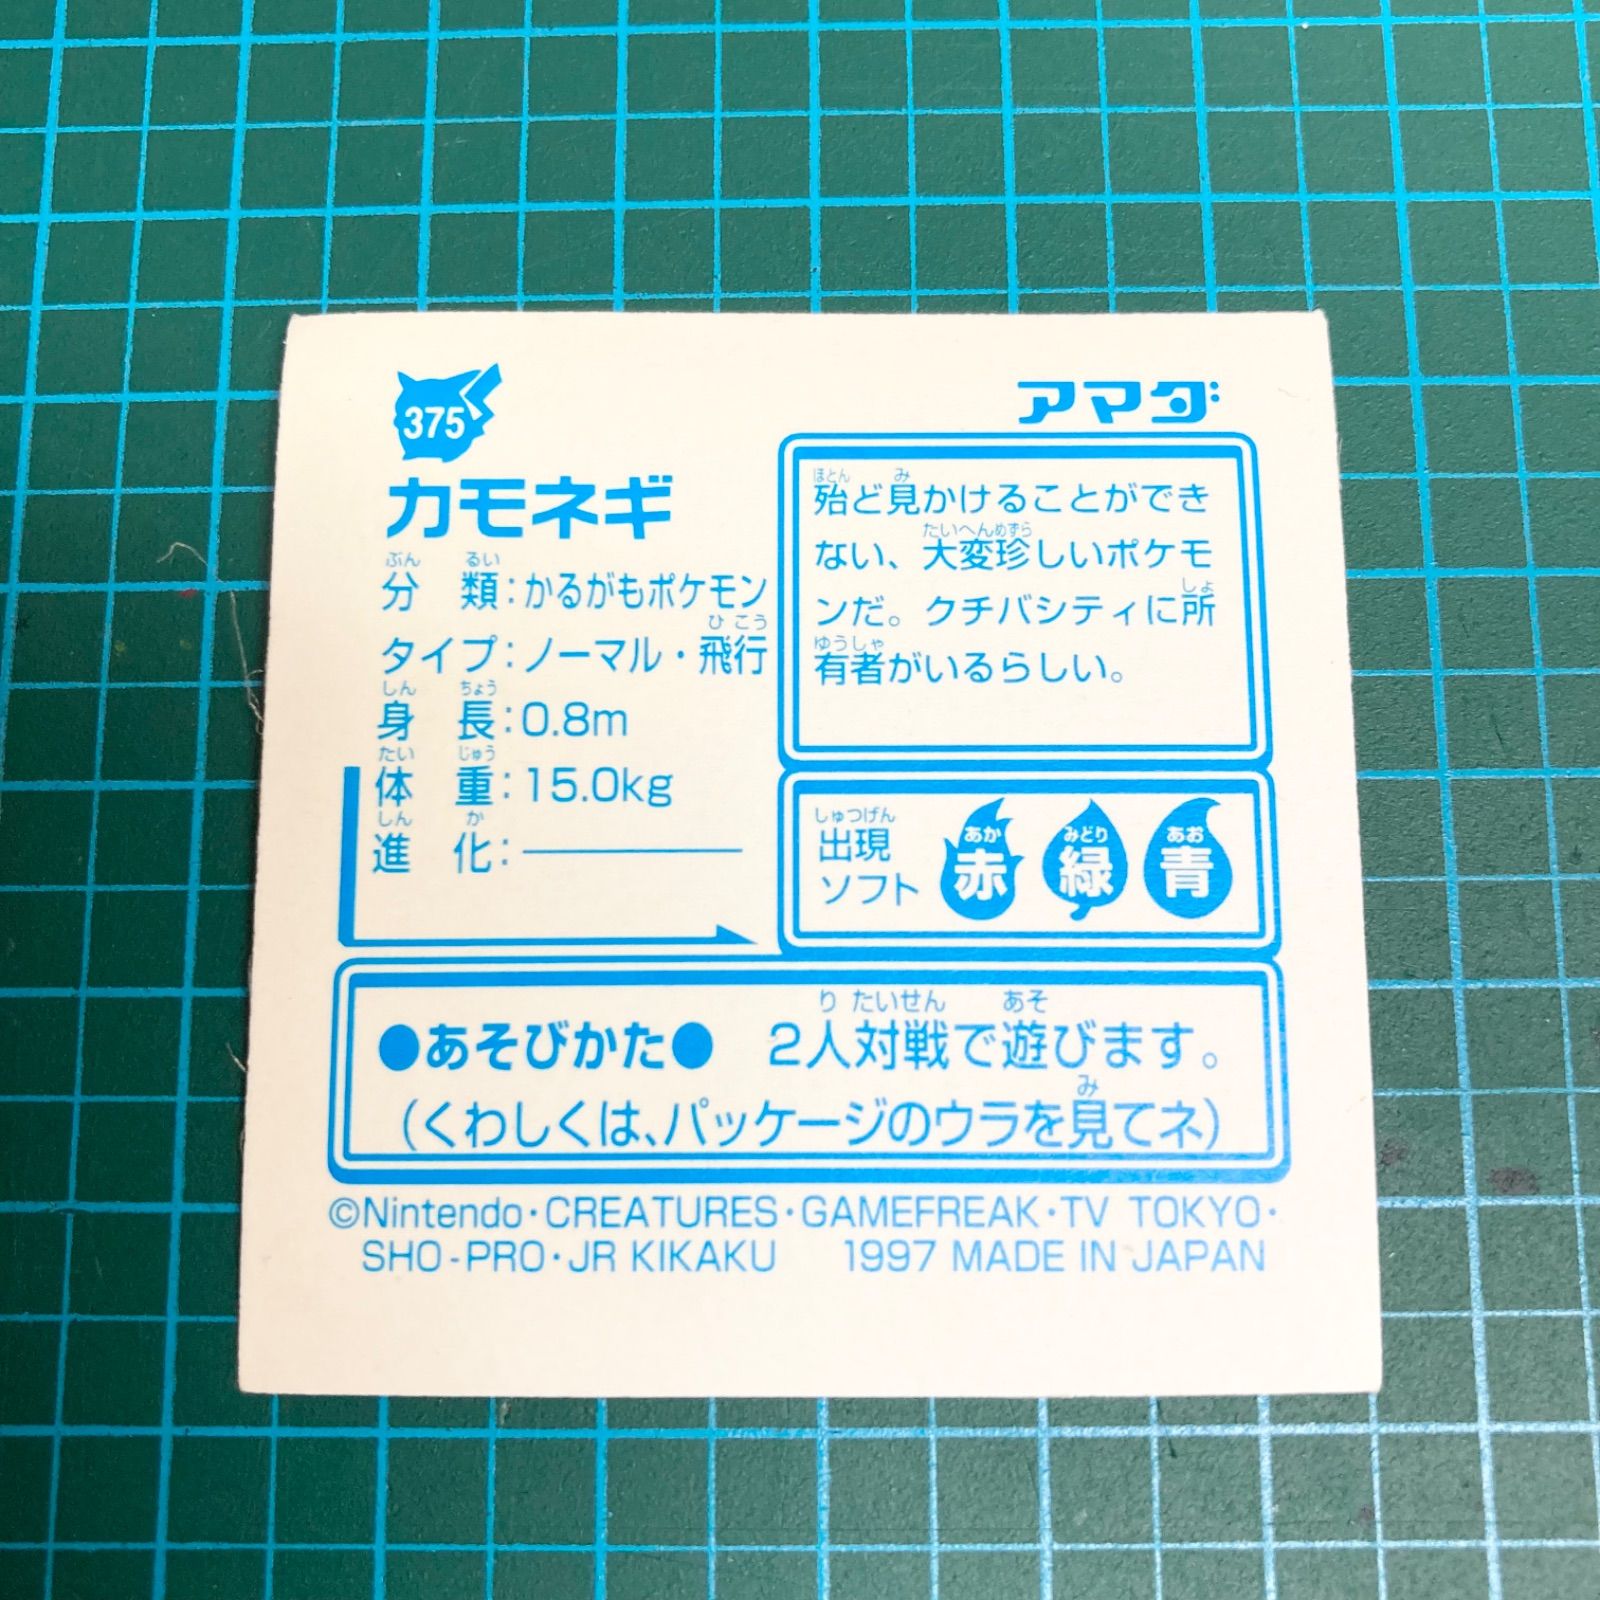 375
アマダ
カモネギ
分類：かるがもポケモン
タイプ：ノーマル・飛行
身長：0.8m
体重：15.0kg
進化：――――
殆ど見かけることができ
ない、大変珍しいポケモ
ンだ。クチバシティに所
有者がいるらしい。
出現
ソフト
赤 緑 青
●あそびかた● 2人対戦で遊びます。
(くわしくは、パッケージのウラを見てネ)
©Nintendo・CREATURES・GAMEFREAK・TV TOKYO・
SHO-PRO・JR KIKAKU 1997 MADE IN JAPAN